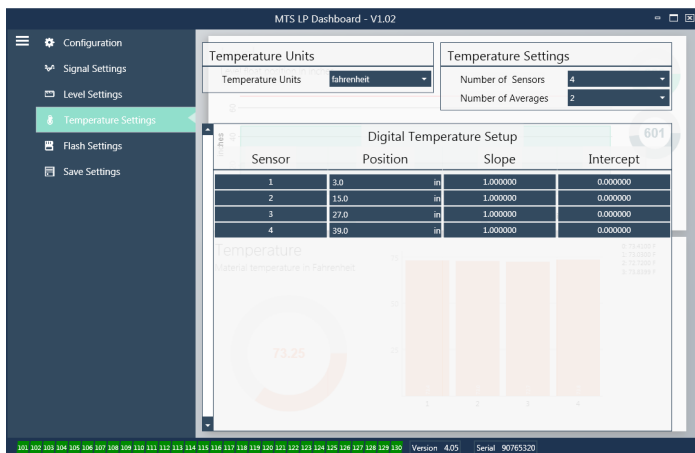 MTS LP Dashboard - V1.02
Configuration
Signal Settings
Level Settings
Temperature Settings
Flash Settings
Save Settings
Temperature Units
Temperature Units fahrenheit
Temperature Settings
Number of Sensors 4
Number of Averages 2
601
Digital Temperature Setup
Sensor Position Slope Intercept
1 3.0 in 1.000000 0.000000
2 15.0 in 1.000000 0.000000
3 27.0 in 1.000000 0.000000
4 39.0 in 1.000000 0.000000
Temperature
Material temperature in Fahrenheit
73.25
1 2 3 4
101 102 103 104 105 106 107 108 109 110 111 112 113 114 115 116 117 118 119 120 121 122 123 124 125 126 127 128 129 130 Version 4.05 Serial 90765320